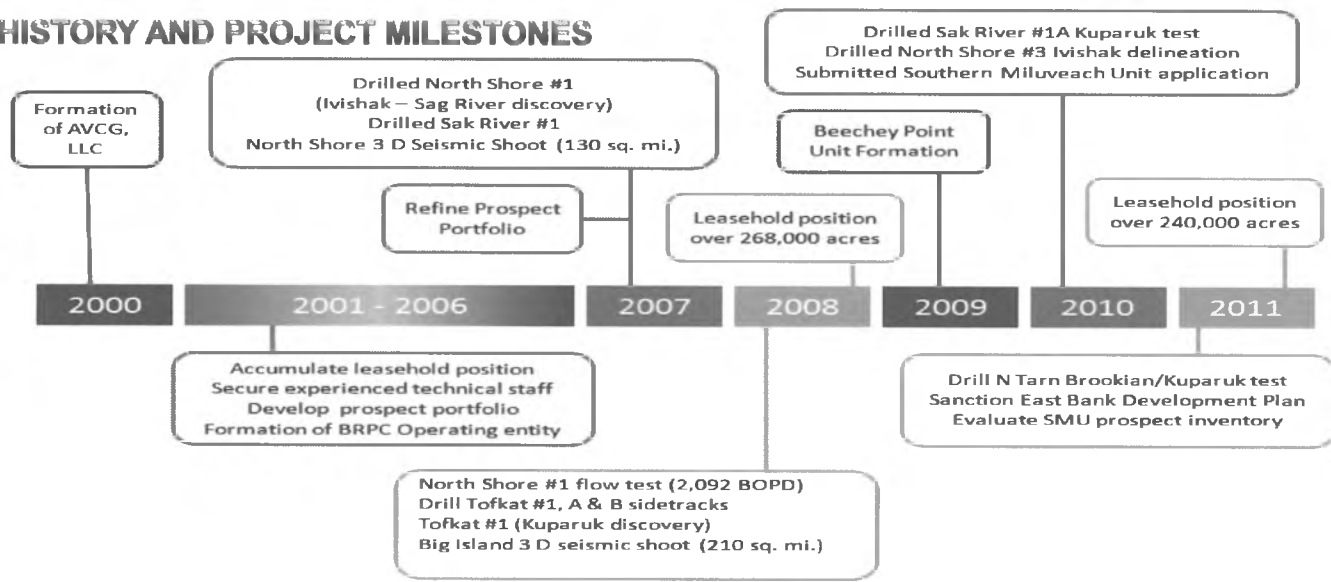 HISTORY AND PROJECT MILESTONES
Formation
of AVCG,
LLC
Drilled North Shore #1
(Ivishak – Sag River discovery)
Drilled Sak River #1
North Shore 3 D Seismic Shoot (130 sq. mi.)
Refine Prospect
Portfolio
Leasehold position
over 268,000 acres
Beechey Point
Unit Formation
Drilled Sak River #1A Kuparuk test
Drilled North Shore #3 Ivishak delineation
Submitted Southern Miluveach Unit application
Leasehold position
over 240,000 acres
2000
2001 - 2006
2007
2008
2009
2010
2011
Accumulate leasehold position
Secure experienced technical staff
Develop prospect portfolio
Formation of BRPC Operating entity
North Shore #1 flow test (2,092 BOPD)
Drill Tofkat #1, A & B sidetracks
Tofkat #1 (Kuparuk discovery)
Big Island 3 D seismic shoot (210 sq. mi.)
Drill N Tarn Brookian/Kuparuk test
Sanction East Bank Development Plan
Evaluate SMU prospect inventory